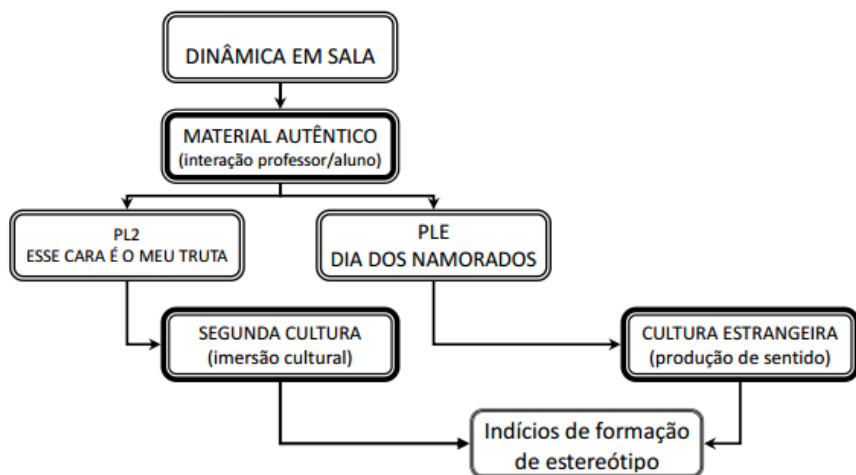 DINÂMICA EM SALA
MATERIAL AUTÊNTICO
(interação professor/aluno)
PL2
ESSE CARA É O MEU TRUTA
PLE
DIA DOS NAMORADOS
SEGUNDA CULTURA
(imersão cultural)
CULTURA ESTRANGEIRA
(produção de sentido)
Indícios de formação
de estereótipo